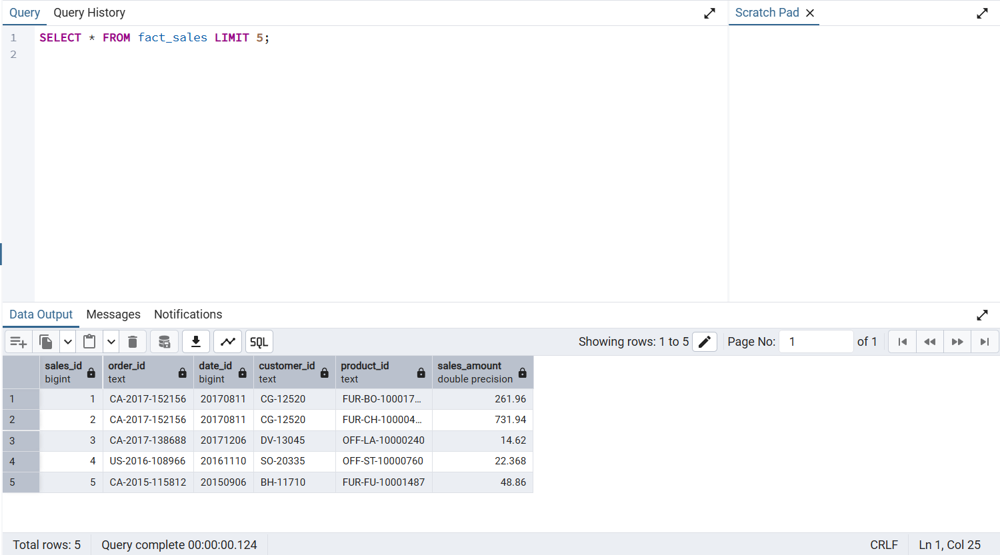 Query Query History
Scratch Pad
1 SELECT * FROM fact_sales LIMIT 5;
2
Data Output Messages Notifications
SQL Showing rows: 1 to 5 Page No: 1 of 1
sales_id order_id date_id customer_id product_id sales_amount
bigint text bigint text text double precision
1 1 CA-2017-152156 20170811 CG-12520 FUR-BO-100017... 261.96
2 2 CA-2017-152156 20170811 CG-12520 FUR-CH-100004... 731.94
3 3 CA-2017-138688 20171206 DV-13045 OFF-LA-10000240 14.62
4 4 US-2016-108966 20161110 SO-20335 OFF-ST-10000760 22.368
5 5 CA-2015-115812 20150906 BH-11710 FUR-FU-10001487 48.86
Total rows: 5 Query complete 00:00:00.124 CRLF Ln 1, Col 25